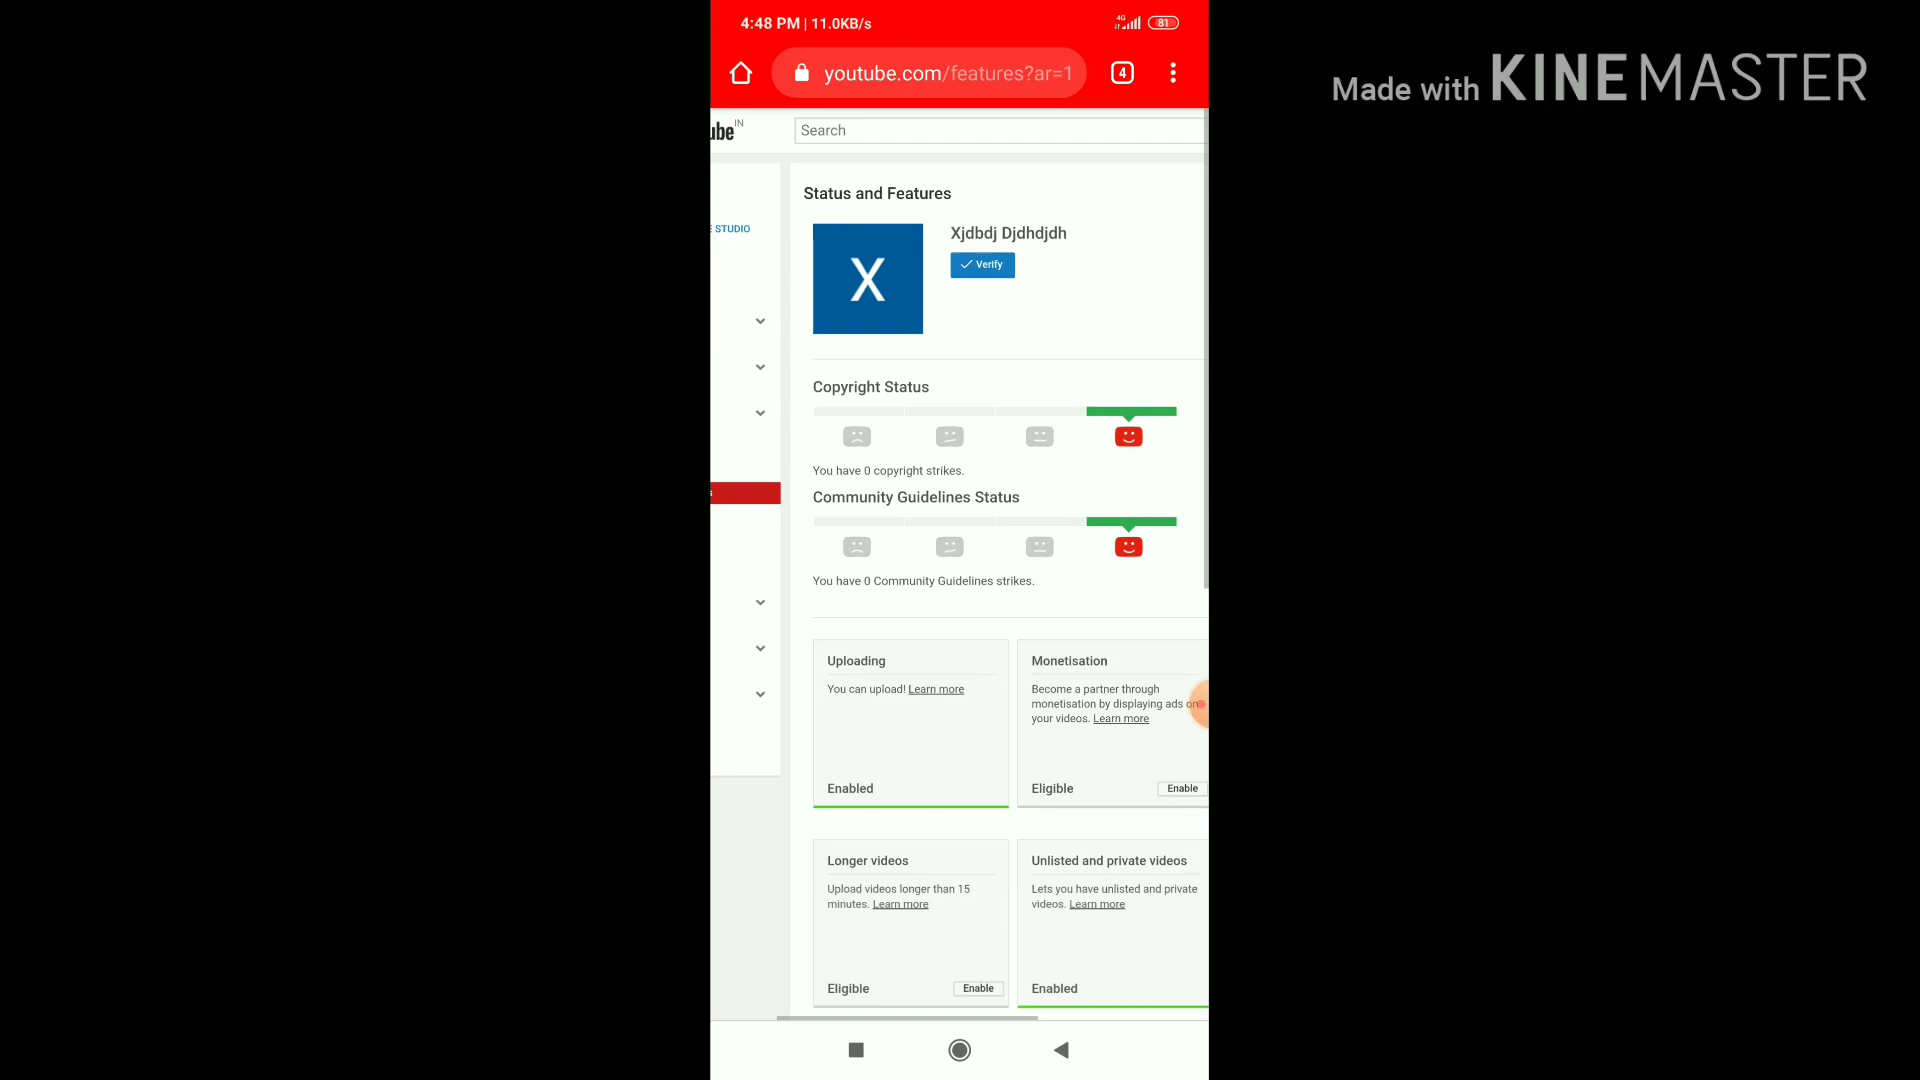 4:48 PM | 11.0KB/s
4G
81
youtube.com/features?ar=1
4
Made with KINEMASTER
ube IN
Search
Status and Features
E STUDIO
X
Xjdbdj Djdhdjdh
Verify
Copyright Status
You have 0 copyright strikes.
Community Guidelines Status
s
You have 0 Community Guidelines strikes.
Uploading
You can upload! Learn more
Enabled
Monetisation
Become a partner through
monetisation by displaying ads on
your videos. Learn more
Eligible
Enable
Longer videos
Upload videos longer than 15
minutes. Learn more
Eligible
Enable
Unlisted and private videos
Lets you have unlisted and private
videos. Learn more
Enabled